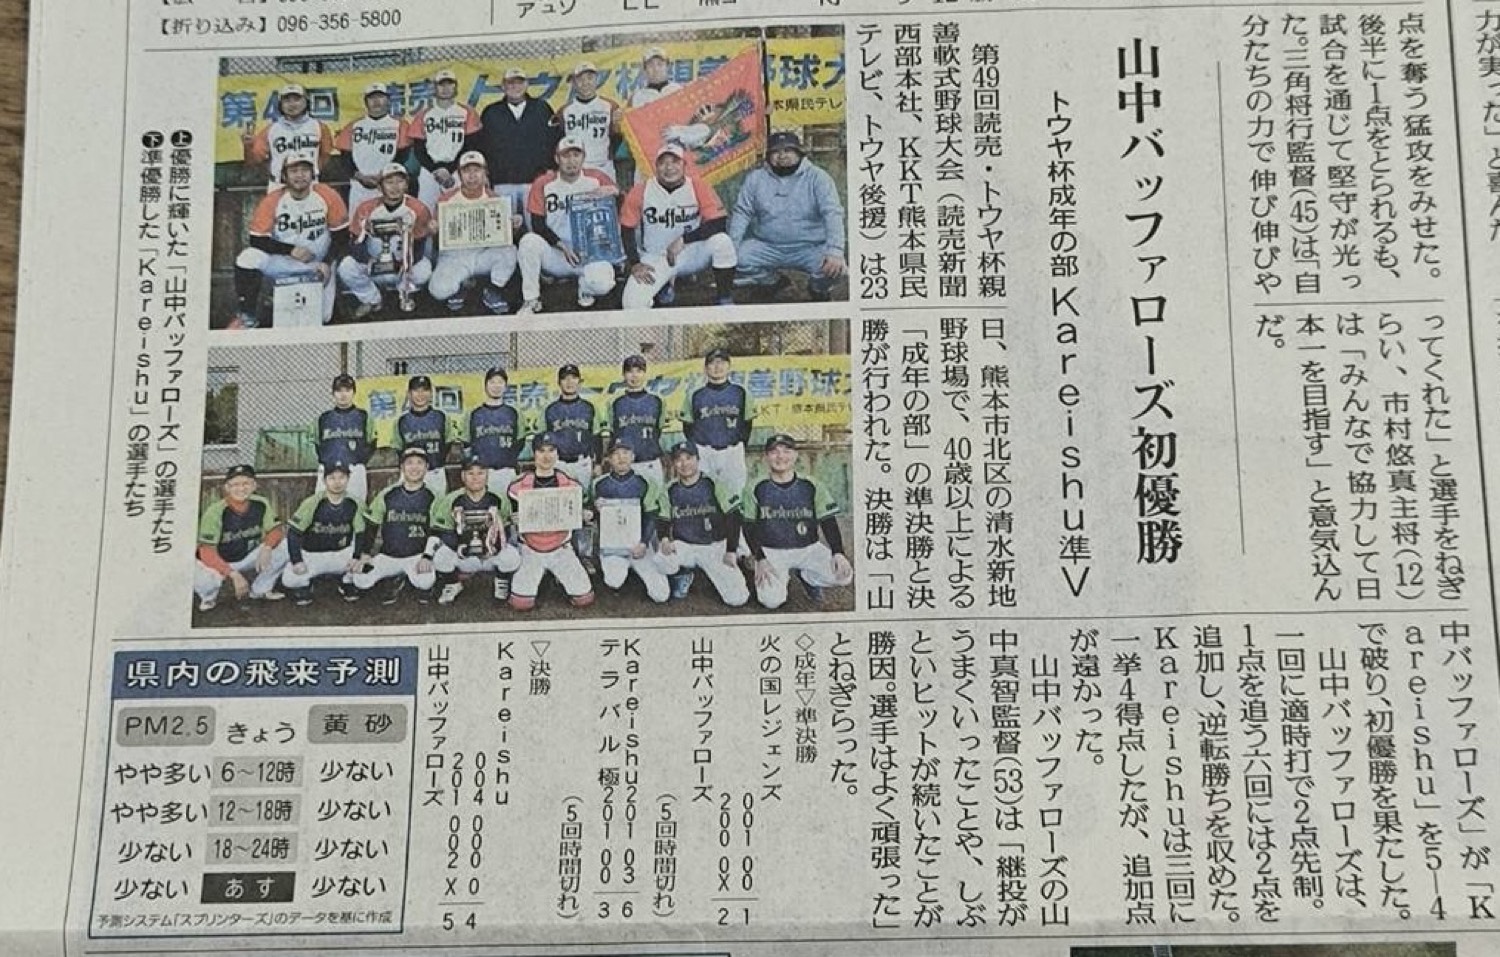 【折り込み】096-356-5800
点を奪う猛攻をみせた。
後半に1点をとられるも、
試合を通じて堅守が光っ
た。三角将行監督(45)は「自
分たちの力で伸び伸びや
ってくれた」と選手をねぎ
らい、市村悠真主将(12)
は「みんなで協力して日
本一を目指す」と意気込ん
だ。
山中バッファローズ初優勝
トウヤ杯成年の部 Kareishu準V
第49回読売・トウヤ杯親
善軟式野球大会(読売新聞
西部本社、KKT熊本県民
テレビ、トウヤ後援)は23
日、熊本市北区の清水新地
野球場で、40歳以上による
「成年の部」の準決勝と決
勝が行われた。決勝は「山
中バッファローズ」が「K
areishu」を5―4
で破り、初優勝を果たした。
山中バッファローズは、
一回に適時打で2点先制。
1点を追う六回には2点を
追加し、逆転勝ちを収めた。
Kareishuは三回に
一挙4得点したが、追加点
が遠かった。
山中バッファローズの山
中真智監督(53)は「継投が
うまくいったことや、しぶ
といヒットが続いたことが
勝因。選手はよく頑張った」
とねぎらった。
◇成年▽準決勝
火の国レジェンズ 001 00 1
山中バッファローズ 200 0X 2
(5回時間切れ)
Kareishu 201 03 6
テラバル極 201 00 3
(5回時間切れ)
▽決勝
Kareishu 004 000 0 4
山中バッファローズ 201 002 X 5
㊤優勝に輝いた「山中バッファローズ」の選手たち
㊦準優勝した「Kareishu」の選手たち
県内の飛来予測
PM2.5 きょう 黄砂
やや多い 6〜12時 少ない
やや多い 12〜18時 少ない
少ない 18〜24時 少ない
少ない あす 少ない
予測システム「スプリンターズ」のデータを基に作成